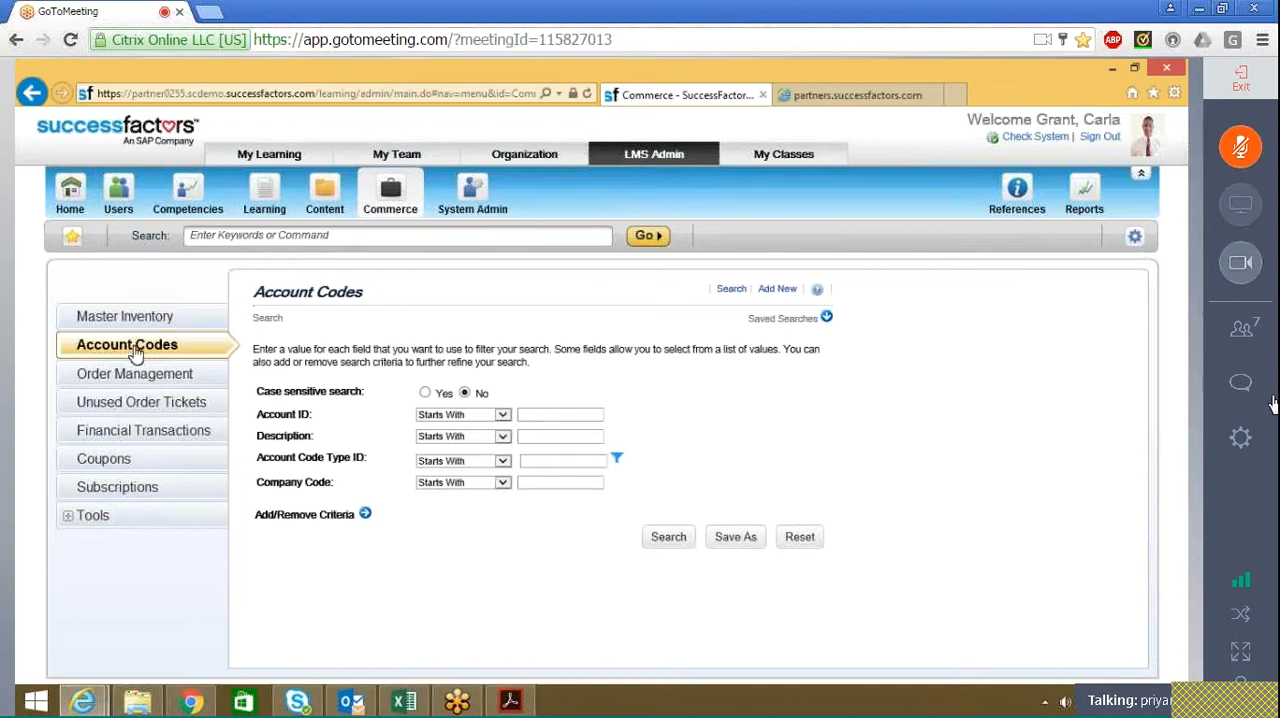 GoToMeeting
Citrix Online LLC [US] https://app.gotomeeting.com/?meetingId=115827013
ABP
G
sf https://partner0255.scdemo.successfactors.com/learning/admin/main.do#nav=menu&id=Com
sf Commerce - SuccessFactor...
partners.successfactors.com
Exit
successfactors
An SAP Company
Welcome Grant, Carla
Check System | Sign Out
My Learning
My Team
Organization
LMS Admin
My Classes
Home
Users
Competencies
Learning
Content
Commerce
System Admin
References
Reports
Search:
Enter Keywords or Command
Go
Master Inventory
Account Codes
Order Management
Unused Order Tickets
Financial Transactions
Coupons
Subscriptions
Tools
Account Codes
| Search | Add New |
Search
Saved Searches
Enter a value for each field that you want to use to filter your search. Some fields allow you to select from a list of values. You can
also add or remove search criteria to further refine your search.
Case sensitive search: Yes No
Account ID: Starts With
Description: Starts With
Account Code Type ID: Starts With
Company Code: Starts With
Add/Remove Criteria
Search
Save As
Reset
7
Talking: priya